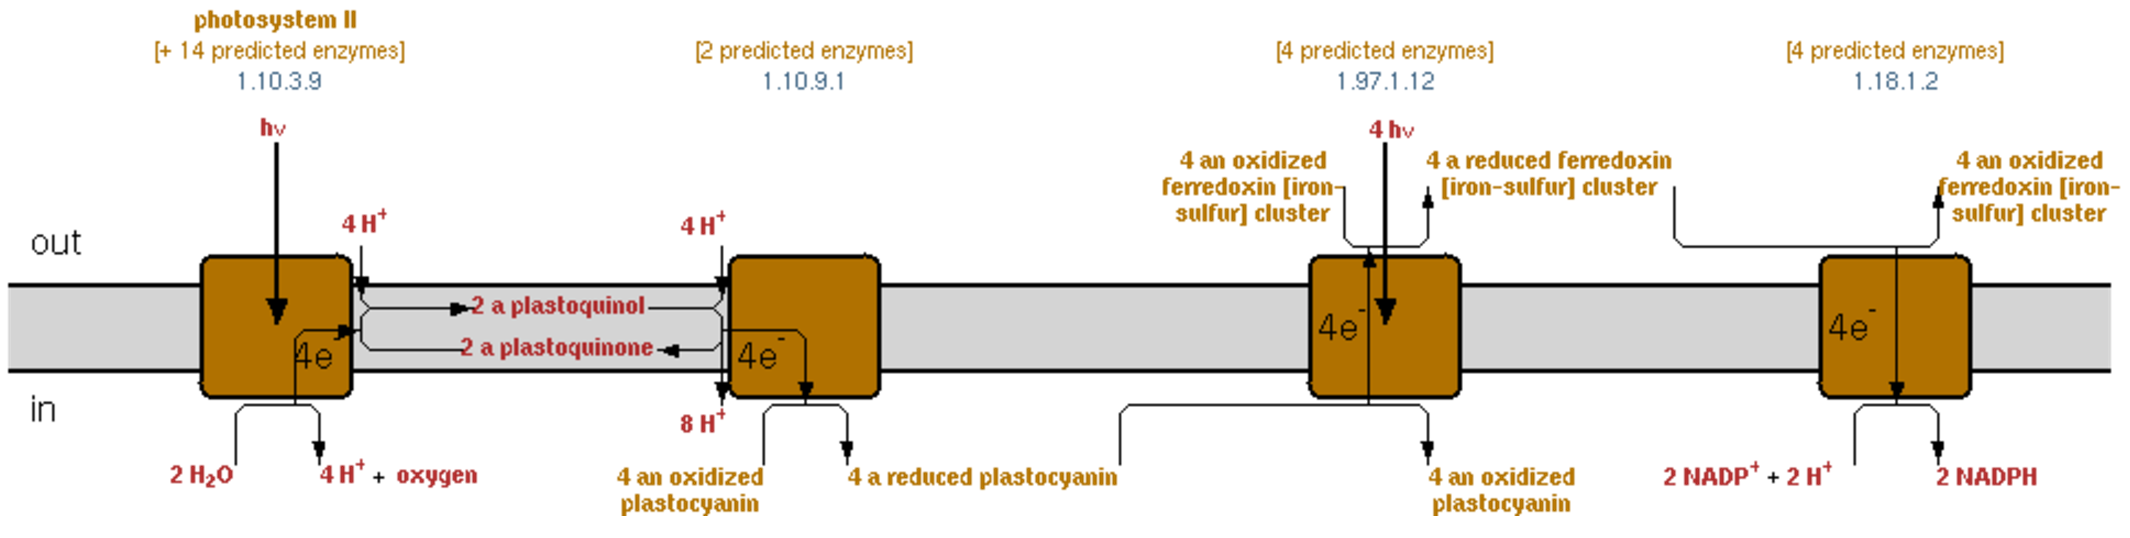 photosystem II
[+ 14 predicted enzymes]
1.10.3.9
[2 predicted enzymes]
1.10.9.1
[4 predicted enzymes]
1.97.1.12
[4 predicted enzymes]
1.18.1.2
hν
4 hν
4 an oxidized
ferredoxin [iron-
sulfur] cluster
4 a reduced ferredoxin
[iron-sulfur] cluster
4 an oxidized
ferredoxin [iron-
sulfur] cluster
4 H⁺
4 H⁺
out
2 a plastoquinol
2 a plastoquinone
4e⁻
4e⁻
4e⁻
4e⁻
in
8 H⁺
2 H₂O
4 H⁺ + oxygen
4 an oxidized
plastocyanin
4 a reduced plastocyanin
4 an oxidized
plastocyanin
2 NADP⁺ + 2 H⁺
2 NADPH